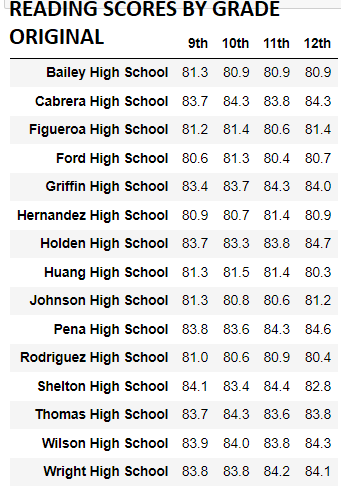 READING SCORES BY GRADE
ORIGINAL
9th 10th 11th 12th
Bailey High School 81.3 80.9 80.9 80.9
Cabrera High School 83.7 84.3 83.8 84.3
Figueroa High School 81.2 81.4 80.6 81.4
Ford High School 80.6 81.3 80.4 80.7
Griffin High School 83.4 83.7 84.3 84.0
Hernandez High School 80.9 80.7 81.4 80.9
Holden High School 83.7 83.3 83.8 84.7
Huang High School 81.3 81.5 81.4 80.3
Johnson High School 81.3 80.8 80.6 81.2
Pena High School 83.8 83.6 84.3 84.6
Rodriguez High School 81.0 80.6 80.9 80.4
Shelton High School 84.1 83.4 84.4 82.8
Thomas High School 83.7 84.3 83.6 83.8
Wilson High School 83.9 84.0 83.8 84.3
Wright High School 83.8 83.8 84.2 84.1